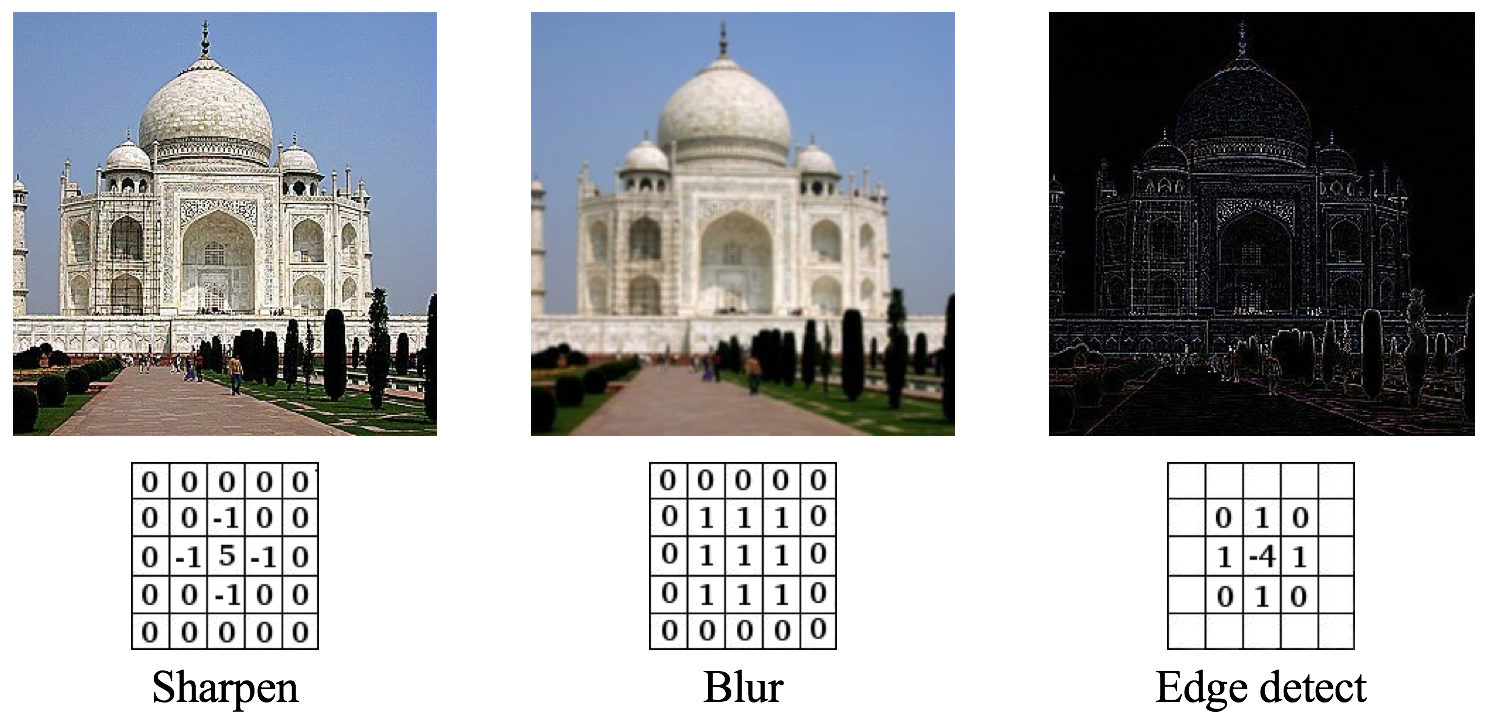 0 0 0 0 0
0 0 -1 0 0
0 -1 5 -1 0
0 0 -1 0 0
0 0 0 0 0
Sharpen
0 0 0 0 0
0 1 1 1 0
0 1 1 1 0
0 1 1 1 0
0 0 0 0 0
Blur
0 1 0
1 -4 1
0 1 0
Edge detect